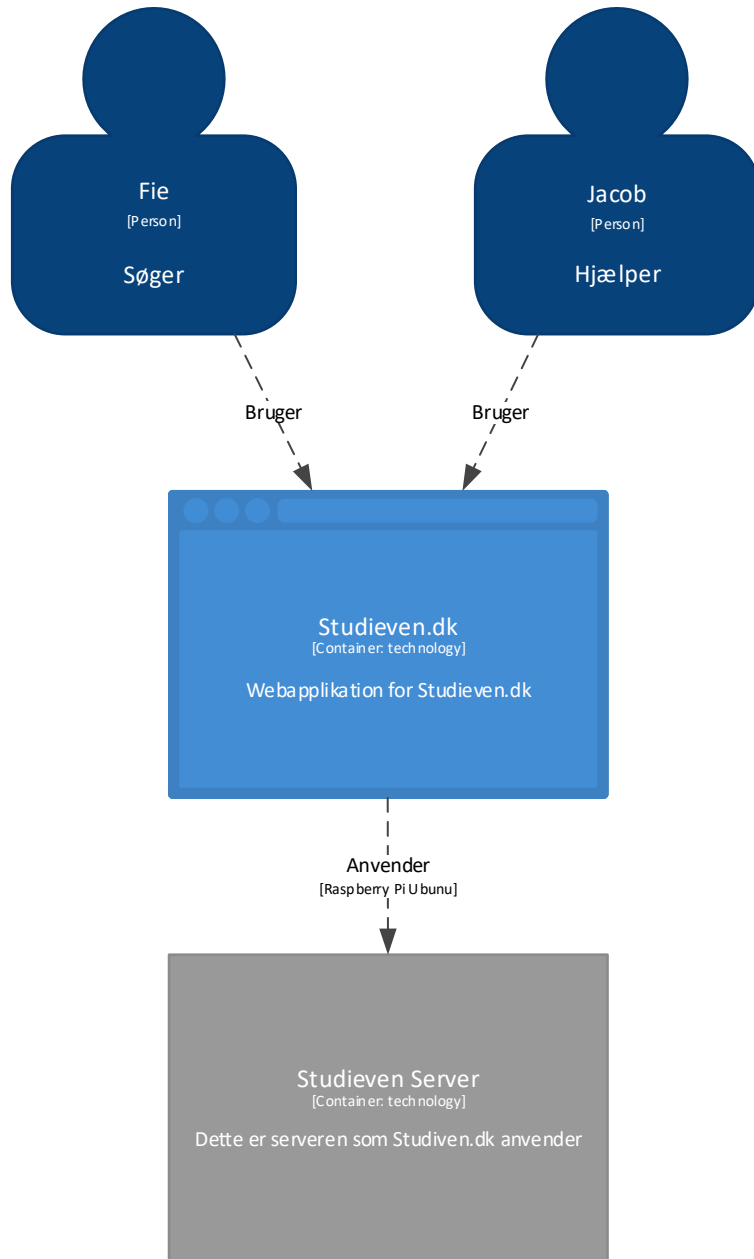 Fie
[Person]
Søger
Jacob
[Person]
Hjælper
Bruger
Bruger
Studieven.dk
[Container: technology]
Webapplikation for Studieven.dk
Anvender
[Raspberry Pi Ubunu]
Studieven Server
[Container: technology]
Dette er serveren som Studiven.dk anvender